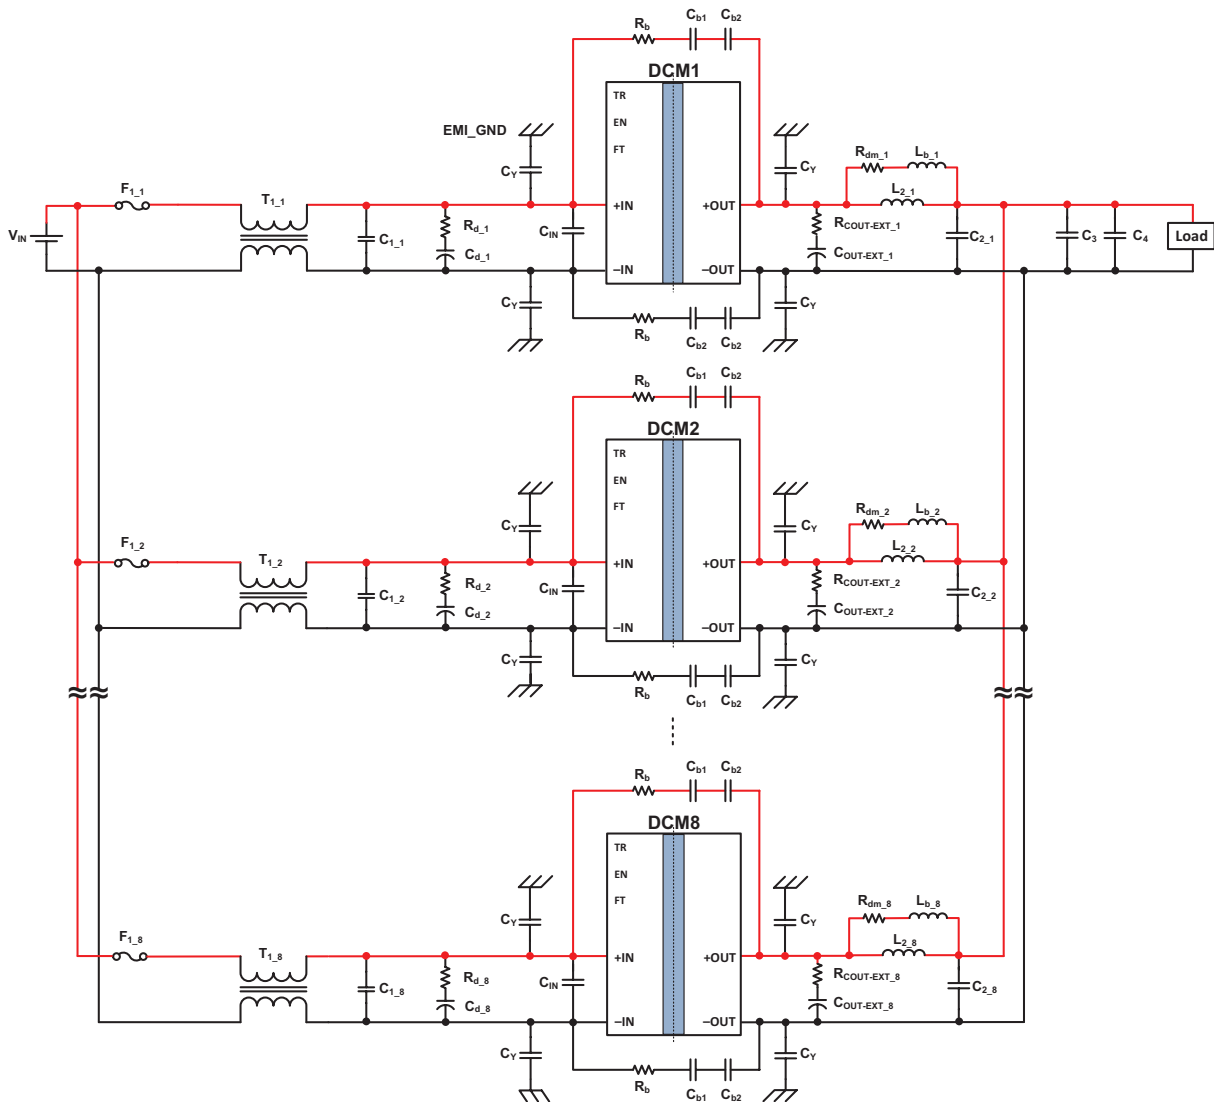 Cb1 Cb2
Rb
DCM1
TR
EN
FT
EMI_GND
CY
CY
Rdm_1 Lb_1
F1_1
T1_1
L2_1
+IN
+OUT
VIN
C1_1
Rd_1
Cd_1
CIN
RCOUT-EXT_1
COUT-EXT_1
C2_1
C3
C4
Load
–IN
–OUT
CY
CY
Rb
Cb2 Cb2
Cb1 Cb2
Rb
DCM2
TR
EN
FT
CY
CY
Rdm_2 Lb_2
F1_2
T1_2
L2_2
+IN
+OUT
C1_2
Rd_2
Cd_2
CIN
RCOUT-EXT_2
COUT-EXT_2
C2_2
–IN
–OUT
CY
CY
Rb
Cb1 Cb2
Cb1 Cb2
Rb
DCM8
TR
EN
FT
CY
CY
Rdm_8 Lb_8
F1_8
T1_8
L2_8
+IN
+OUT
C1_8
Rd_8
Cd_8
CIN
RCOUT-EXT_8
COUT-EXT_8
C2_8
–IN
–OUT
CY
CY
Rb
Cb1 Cb2